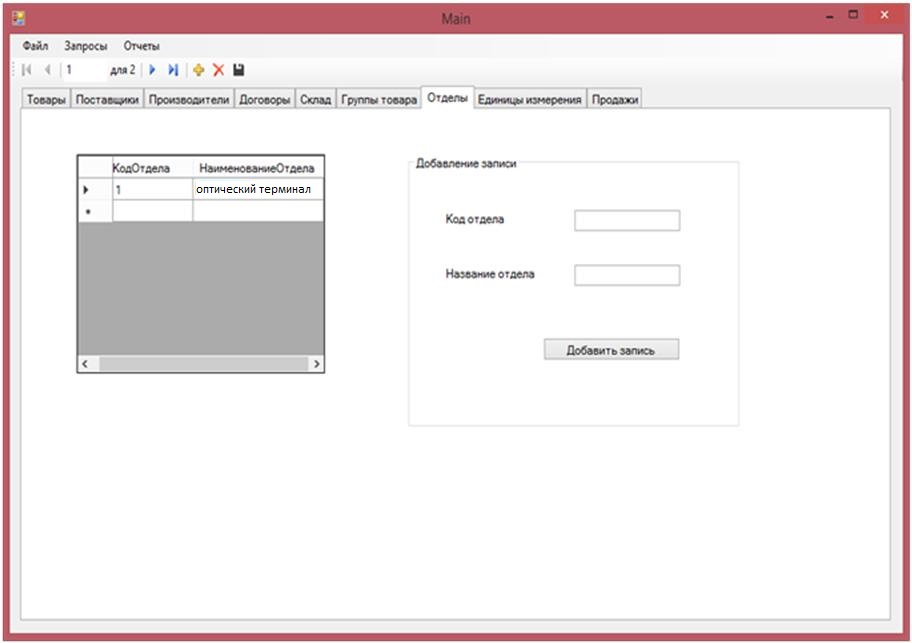 Main
Файл Запросы Отчеты
1 для 2
Товары Поставщики Производители Договоры Склад Группы товара Отделы Единицы измерения Продажи
КодОтдела НаименованиеОтдела
1 оптический терминал
Добавление записи
Код отдела
Название отдела
Добавить запись